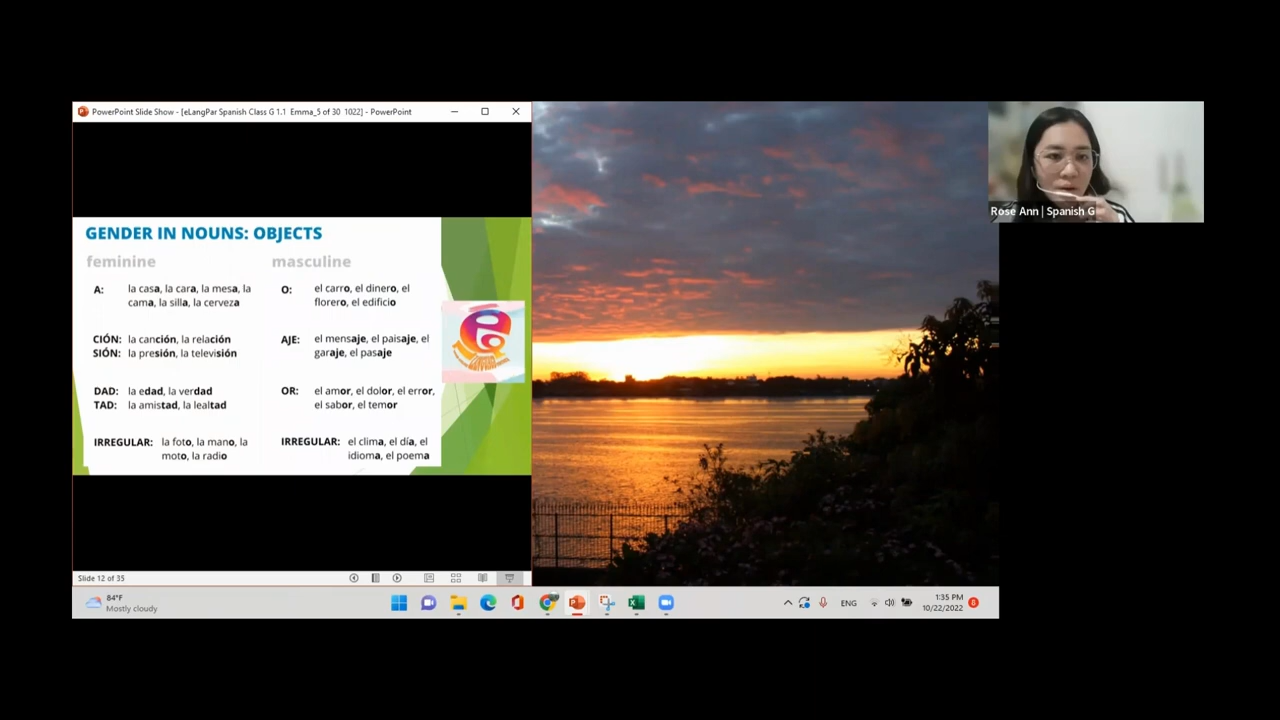 PowerPoint Slide Show - [eLangPar Spanish Class G 1.1 Emma_5 of 30 1022] - PowerPoint
GENDER IN NOUNS: OBJECTS
feminine
masculine
A: la casa, la cara, la mesa, la
cama, la silla, la cerveza
O: el carro, el dinero, el
florero, el edificio
CIÓN: la canción, la relación
SIÓN: la presión, la televisión
AJE: el mensaje, el paisaje, el
garaje, el pasaje
DAD: la edad, la verdad
TAD: la amistad, la lealtad
OR: el amor, el dolor, el error,
el sabor, el temor
IRREGULAR: la foto, la mano, la
moto, la radio
IRREGULAR: el clima, el día, el
idioma, el poema
Slide 12 of 35
84°F
Mostly cloudy
ENG
1:35 PM
10/22/2022
Rose Ann | Spanish G